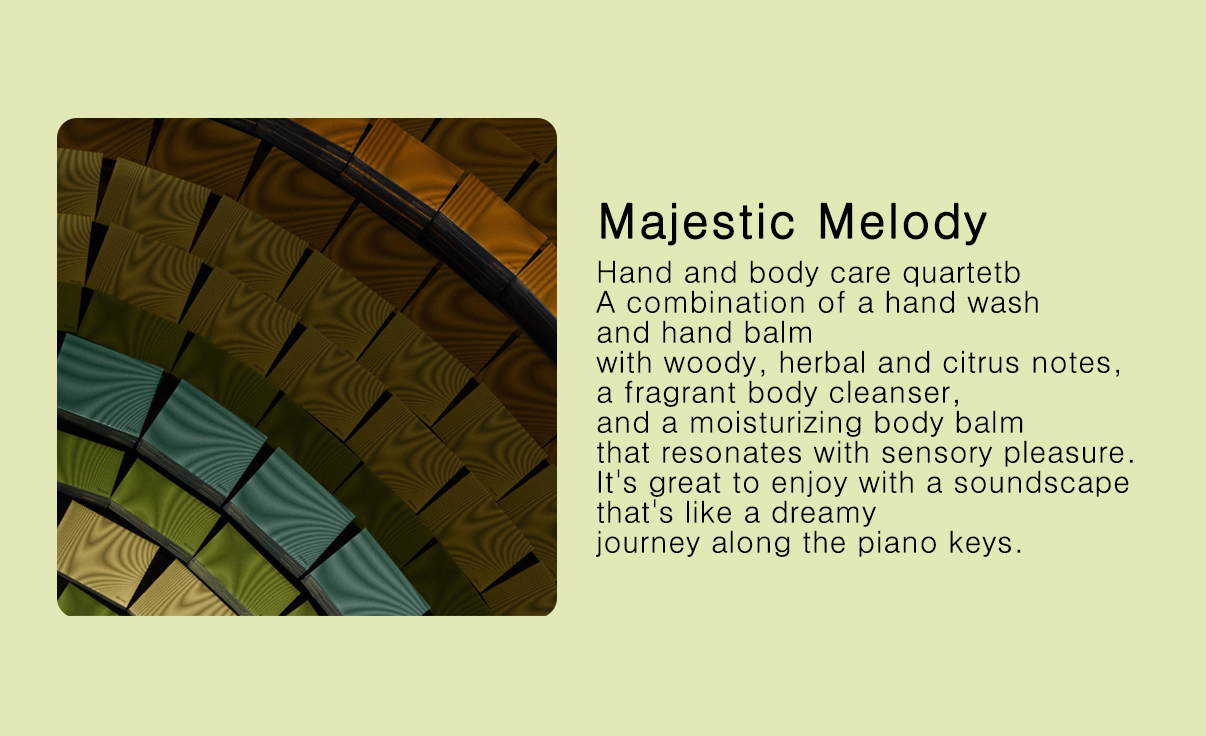 Majestic Melody
Hand and body care quartetb
A combination of a hand wash
and hand balm
with woody, herbal and citrus notes,
a fragrant body cleanser,
and a moisturizing body balm
that resonates with sensory pleasure.
It's great to enjoy with a soundscape
that's like a dreamy
journey along the piano keys.